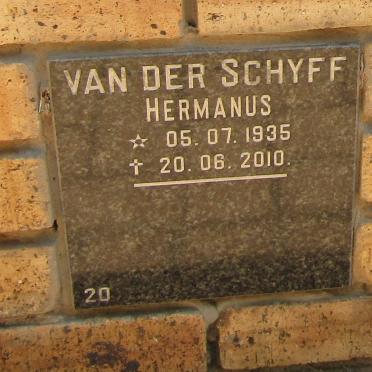 VAN DER SCHYFF
HERMANUS
☆ 05. 07. 1935
✝ 20. 06. 2010.
20